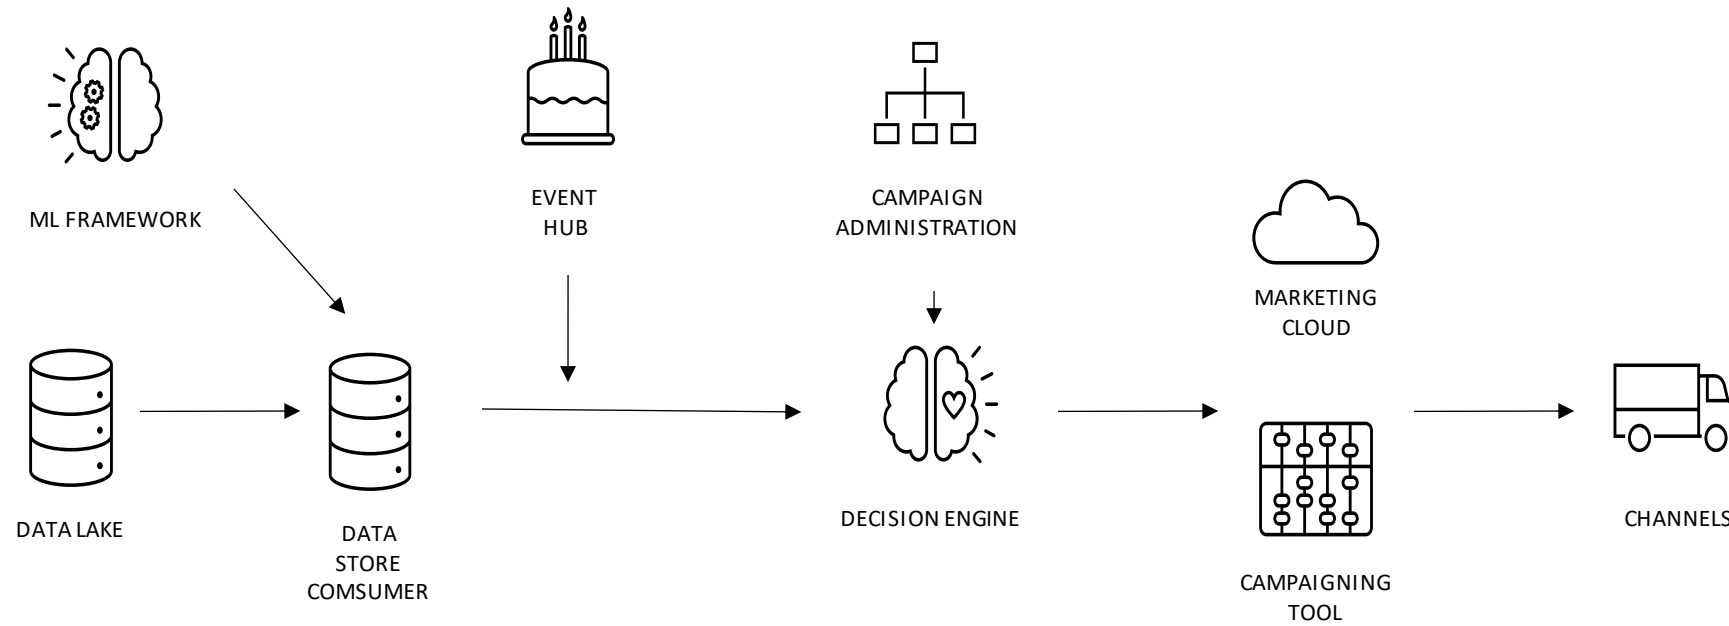 ML FRAMEWORK
EVENT
HUB
CAMPAIGN
ADMINISTRATION
MARKETING
CLOUD
DATA LAKE
DATA
STORE
COMSUMER
DECISION ENGINE
CAMPAIGNING
TOOL
CHANNELS